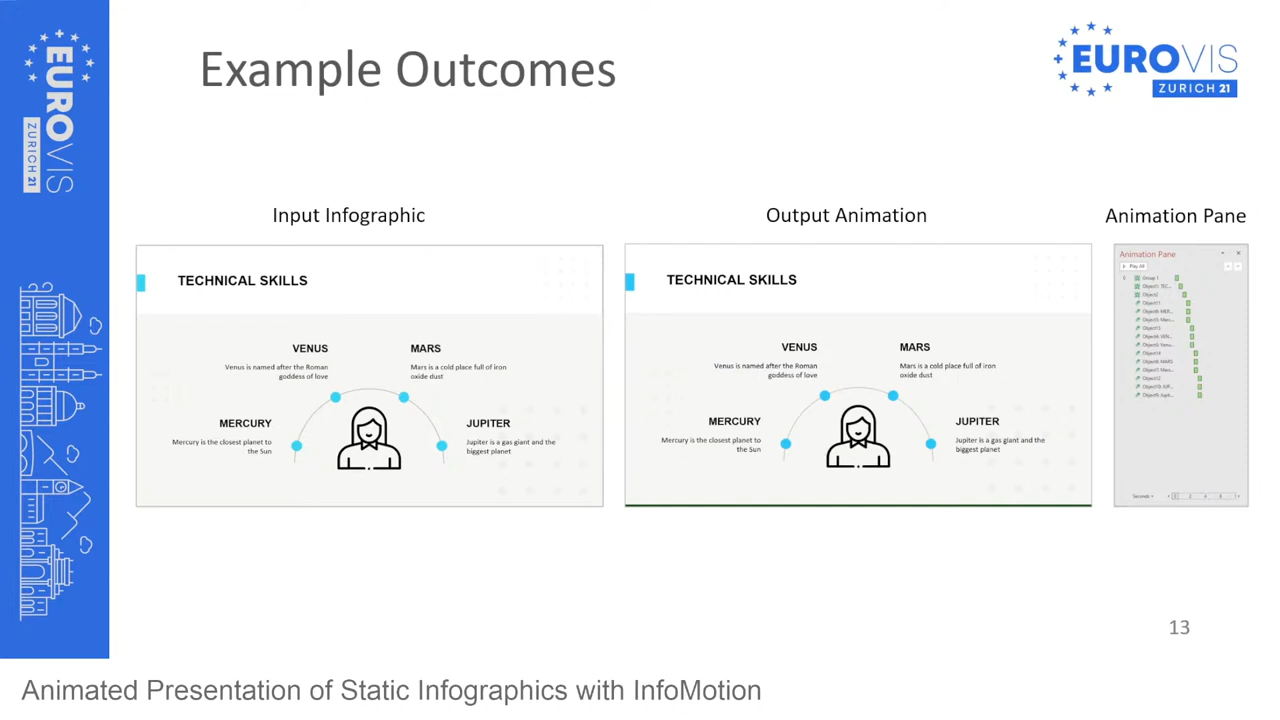 EUROVIS
ZURICH 21
Example Outcomes
EUROVIS
ZURICH 21
Input Infographic
Output Animation
Animation Pane
TECHNICAL SKILLS
VENUS
Venus is named after the Roman
goddess of love
MARS
Mars is a cold place full of iron
oxide dust
MERCURY
Mercury is the closest planet to
the Sun
JUPITER
Jupiter is a gas giant and the
biggest planet
TECHNICAL SKILLS
VENUS
Venus is named after the Roman
goddess of love
MARS
Mars is a cold place full of iron
oxide dust
MERCURY
Mercury is the closest planet to
the Sun
JUPITER
Jupiter is a gas giant and the
biggest planet
Animation Pane
Play All
Group 1
Seconds
13
Animated Presentation of Static Infographics with InfoMotion